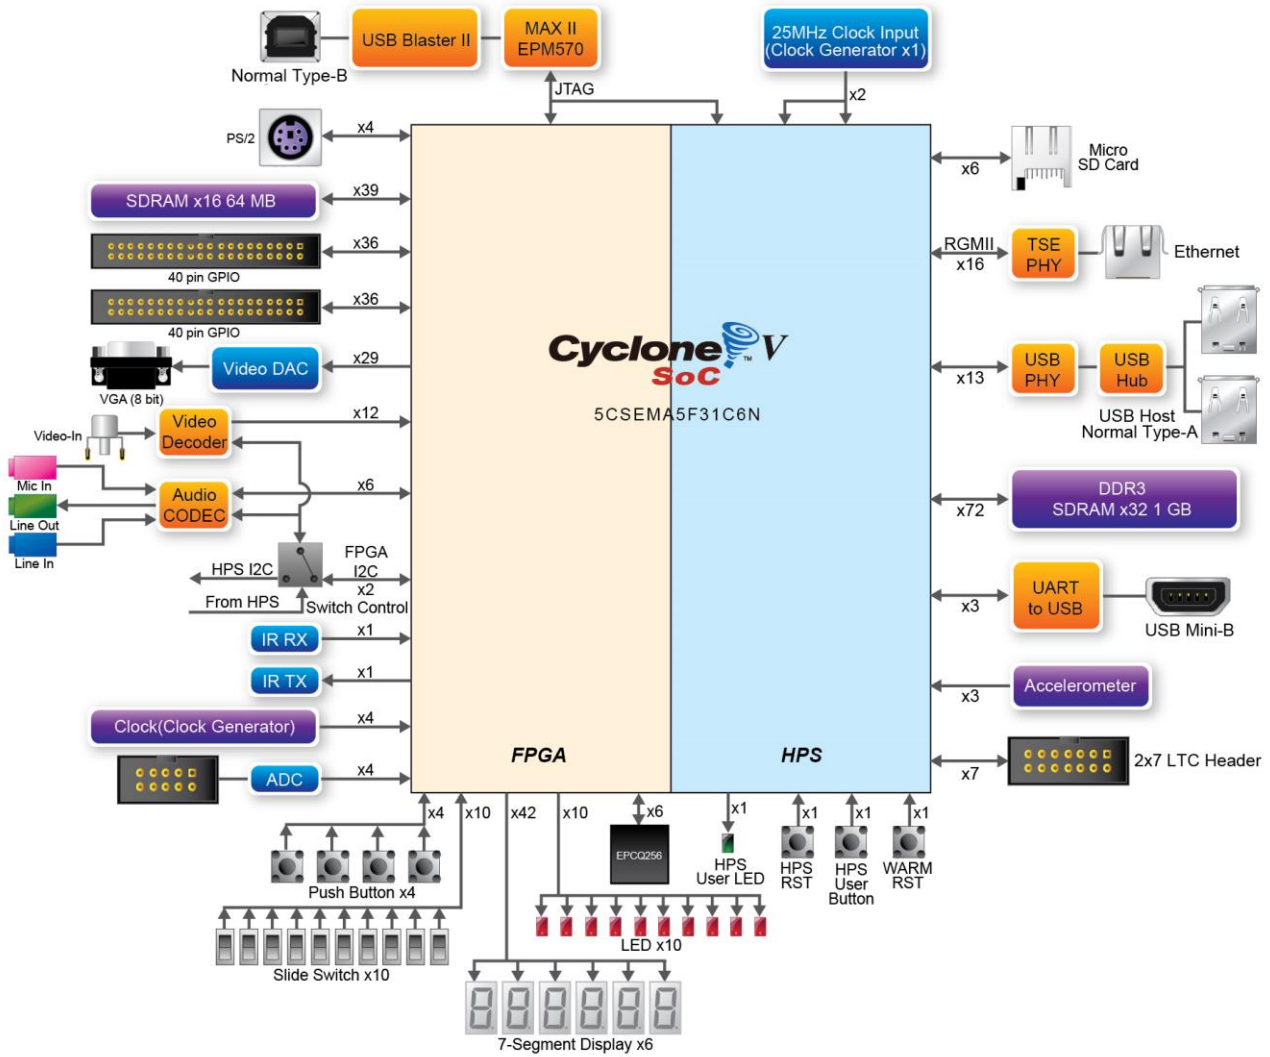 Normal Type-B
USB Blaster II
MAX II
EPM570
25MHz Clock Input
(Clock Generator x1)
JTAG
x2
PS/2
x4
SDRAM x16 64 MB
x39
40 pin GPIO
x36
40 pin GPIO
x36
VGA (8 bit)
Video DAC
x29
Video-In
Video
Decoder
x12
Mic In
Line Out
Line In
Audio
CODEC
x6
HPS I2C
From HPS
FPGA
I2C
x2
Switch Control
IR RX
x1
IR TX
x1
Clock(Clock Generator)
x4
ADC
x4
Cyclone V
TM
SoC
5CSEMA5F31C6N
FPGA
HPS
x6
Micro
SD Card
RGMII
x16
TSE
PHY
Ethernet
x13
USB
PHY
USB
Hub
USB Host
Normal Type-A
x72
DDR3
SDRAM x32 1 GB
x3
UART
to USB
USB Mini-B
x3
Accelerometer
x7
2x7 LTC Header
x4
x10
x42
x10
x6
x1
x1
x1
x1
Push Button x4
Slide Switch x10
7-Segment Display x6
LED x10
EPCQ256
HPS
User LED
HPS
RST
HPS
User
Button
WARM
RST